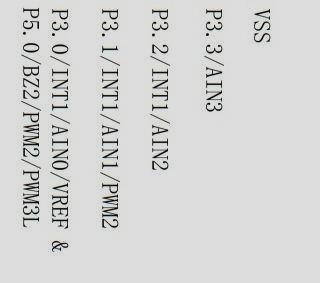 VSS
P3.3/AIN3
P3.2/INT1/AIN2
P3.1/INT1/AIN1/PWM2
P3.0/INT1/AIN0/VREF &
P5.0/BZ2/PWM2/PWM3L